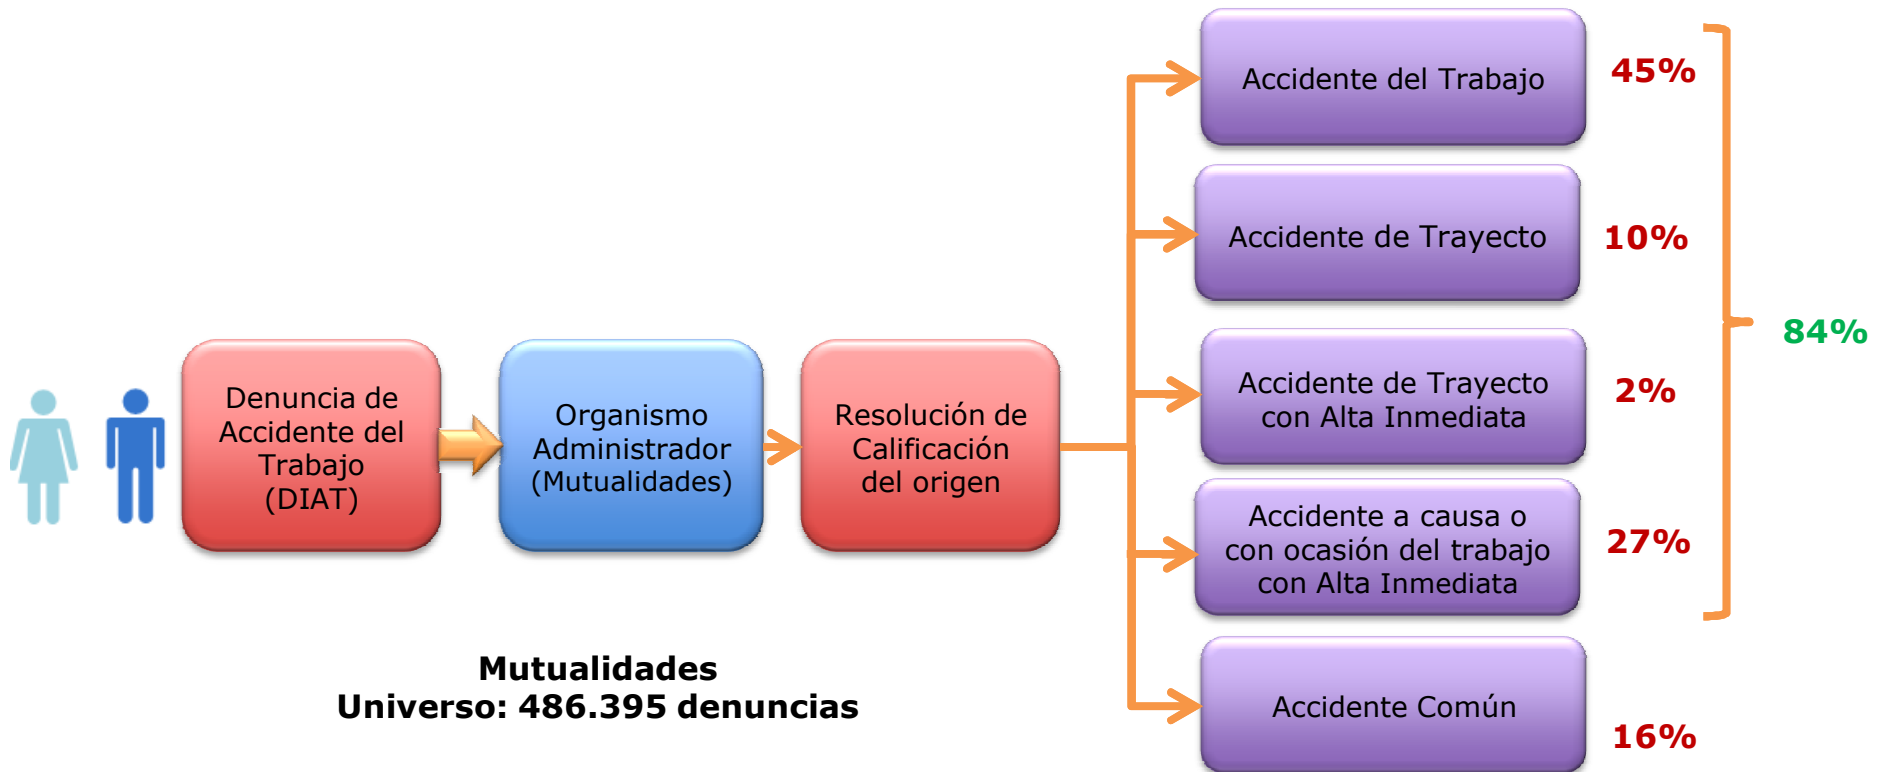 Denuncia de
Accidente del
Trabajo
(DIAT)
Organismo
Administrador
(Mutualidades)
Resolución de
Calificación
del origen
Accidente del Trabajo
45%
Accidente de Trayecto
10%
Accidente de Trayecto
con Alta Inmediata
2%
Accidente a causa o
con ocasión del trabajo
con Alta Inmediata
27%
84%
Accidente Común
16%
Mutualidades
Universo: 486.395 denuncias